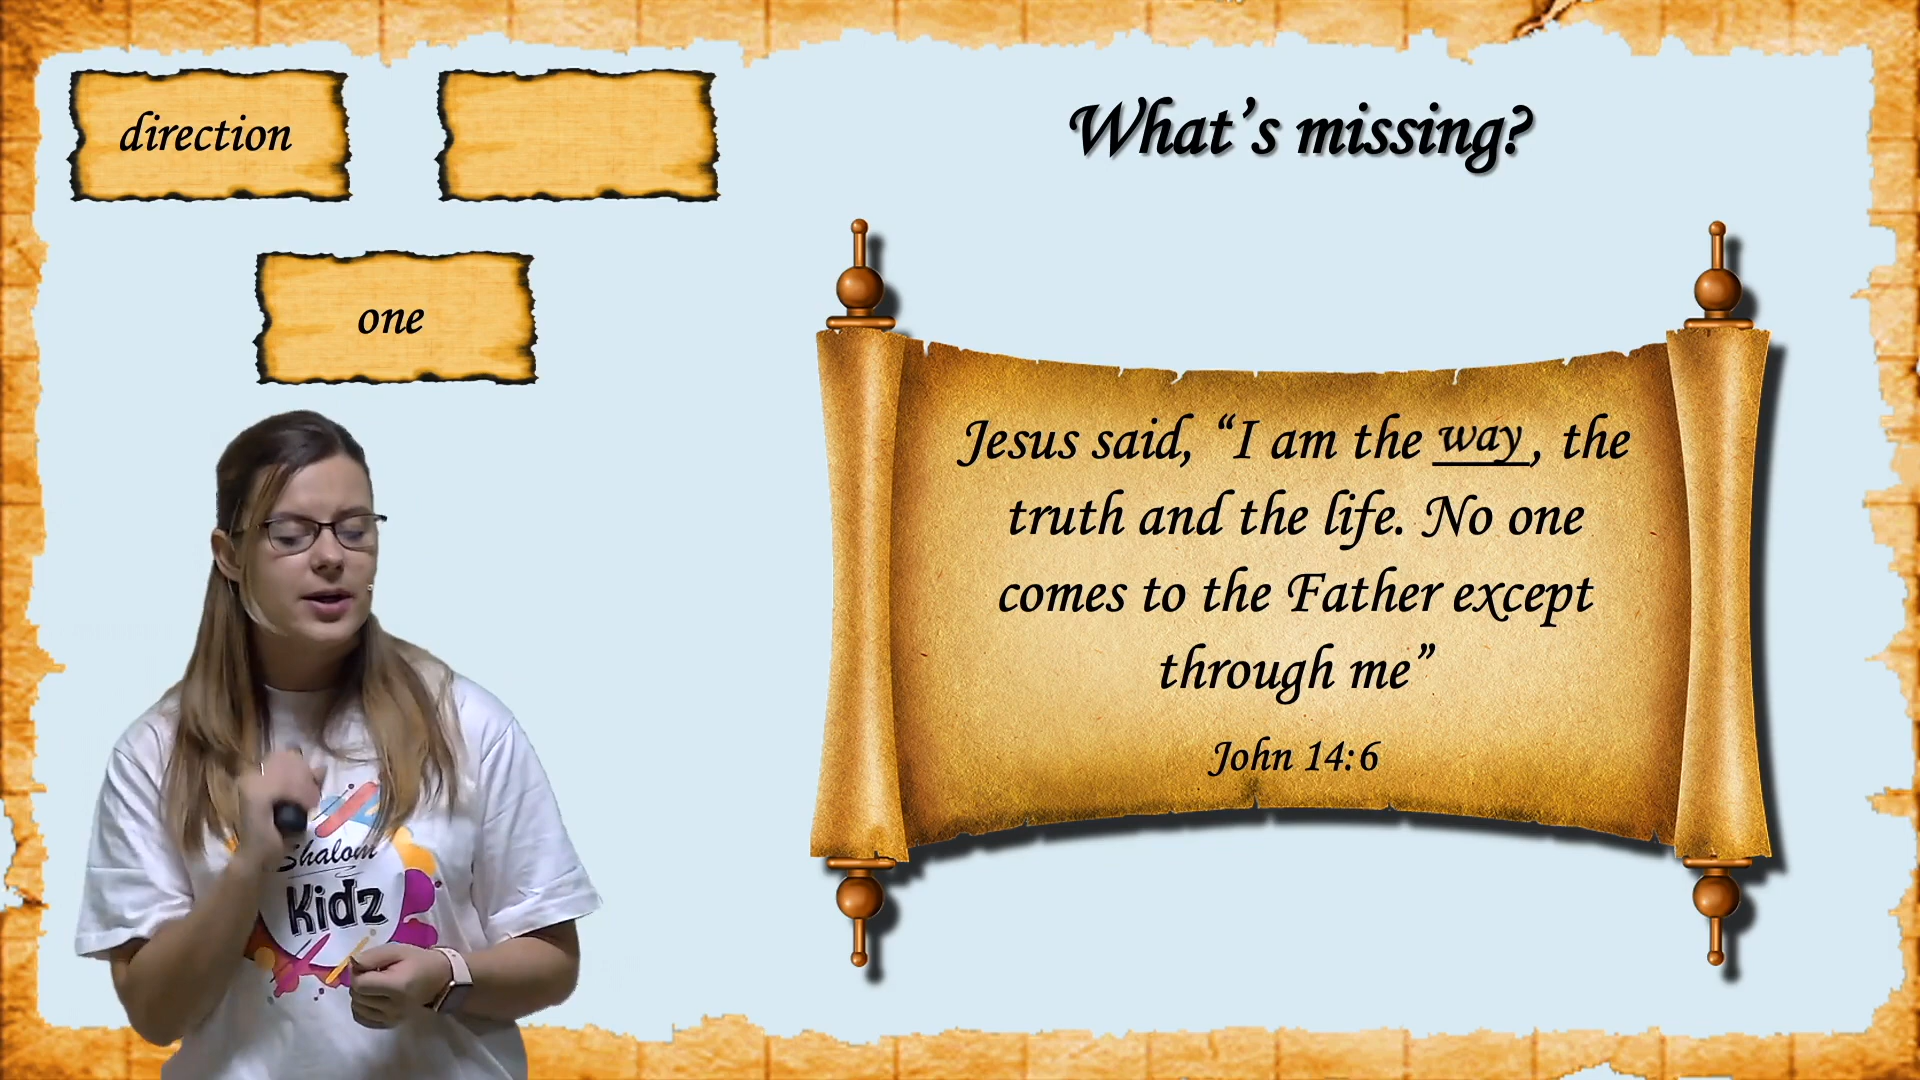 direction
What's missing?
one
Jesus said, “I am the way, the
truth and the life. No one
comes to the Father except
through me”
John 14:6
Shalom
Kidz